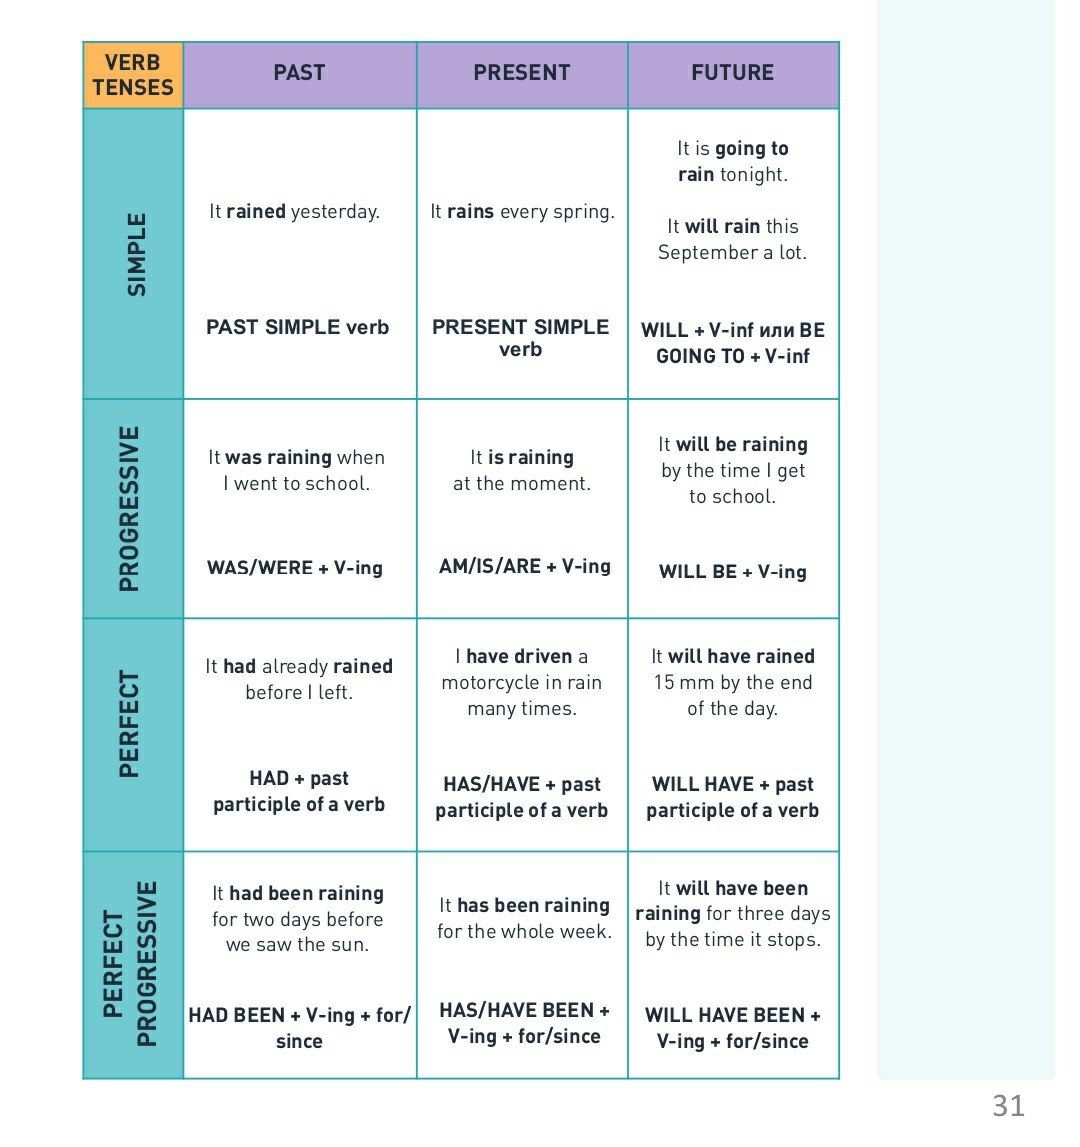 VERB
TENSES
PAST
PRESENT
FUTURE
SIMPLE
It rained yesterday.
PAST SIMPLE verb
It rains every spring.
PRESENT SIMPLE
verb
It is going to
rain tonight.
It will rain this
September a lot.
WILL + V-inf или BE
GOING TO + V-inf
PROGRESSIVE
It was raining when
I went to school.
WAS/WERE + V-ing
It is raining
at the moment.
AM/IS/ARE + V-ing
It will be raining
by the time I get
to school.
WILL BE + V-ing
PERFECT
It had already rained
before I left.
HAD + past
participle of a verb
I have driven a
motorcycle in rain
many times.
HAS/HAVE + past
participle of a verb
It will have rained
15 mm by the end
of the day.
WILL HAVE + past
participle of a verb
PERFECT
PROGRESSIVE
It had been raining
for two days before
we saw the sun.
HAD BEEN + V-ing + for/
since
It has been raining
for the whole week.
HAS/HAVE BEEN +
V-ing + for/since
It will have been
raining for three days
by the time it stops.
WILL HAVE BEEN +
V-ing + for/since
31